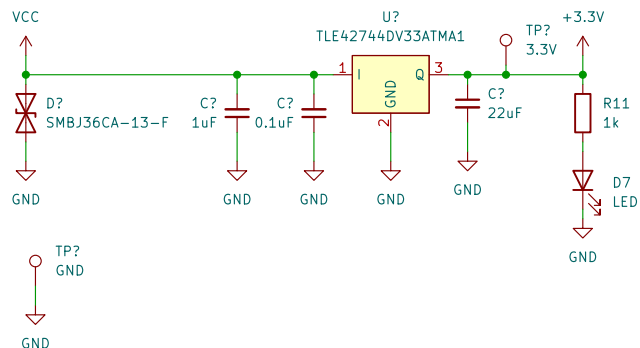 VCC
U?
TLE42744DV33ATMA1
TP?
3.3V
+3.3V
1
I
Q
3
GND
2
D?
SMBJ36CA-13-F
C?
1uF
C?
0.1uF
C?
22uF
R11
1k
D7
LED
GND
GND
GND
GND
GND
GND
TP?
GND
GND